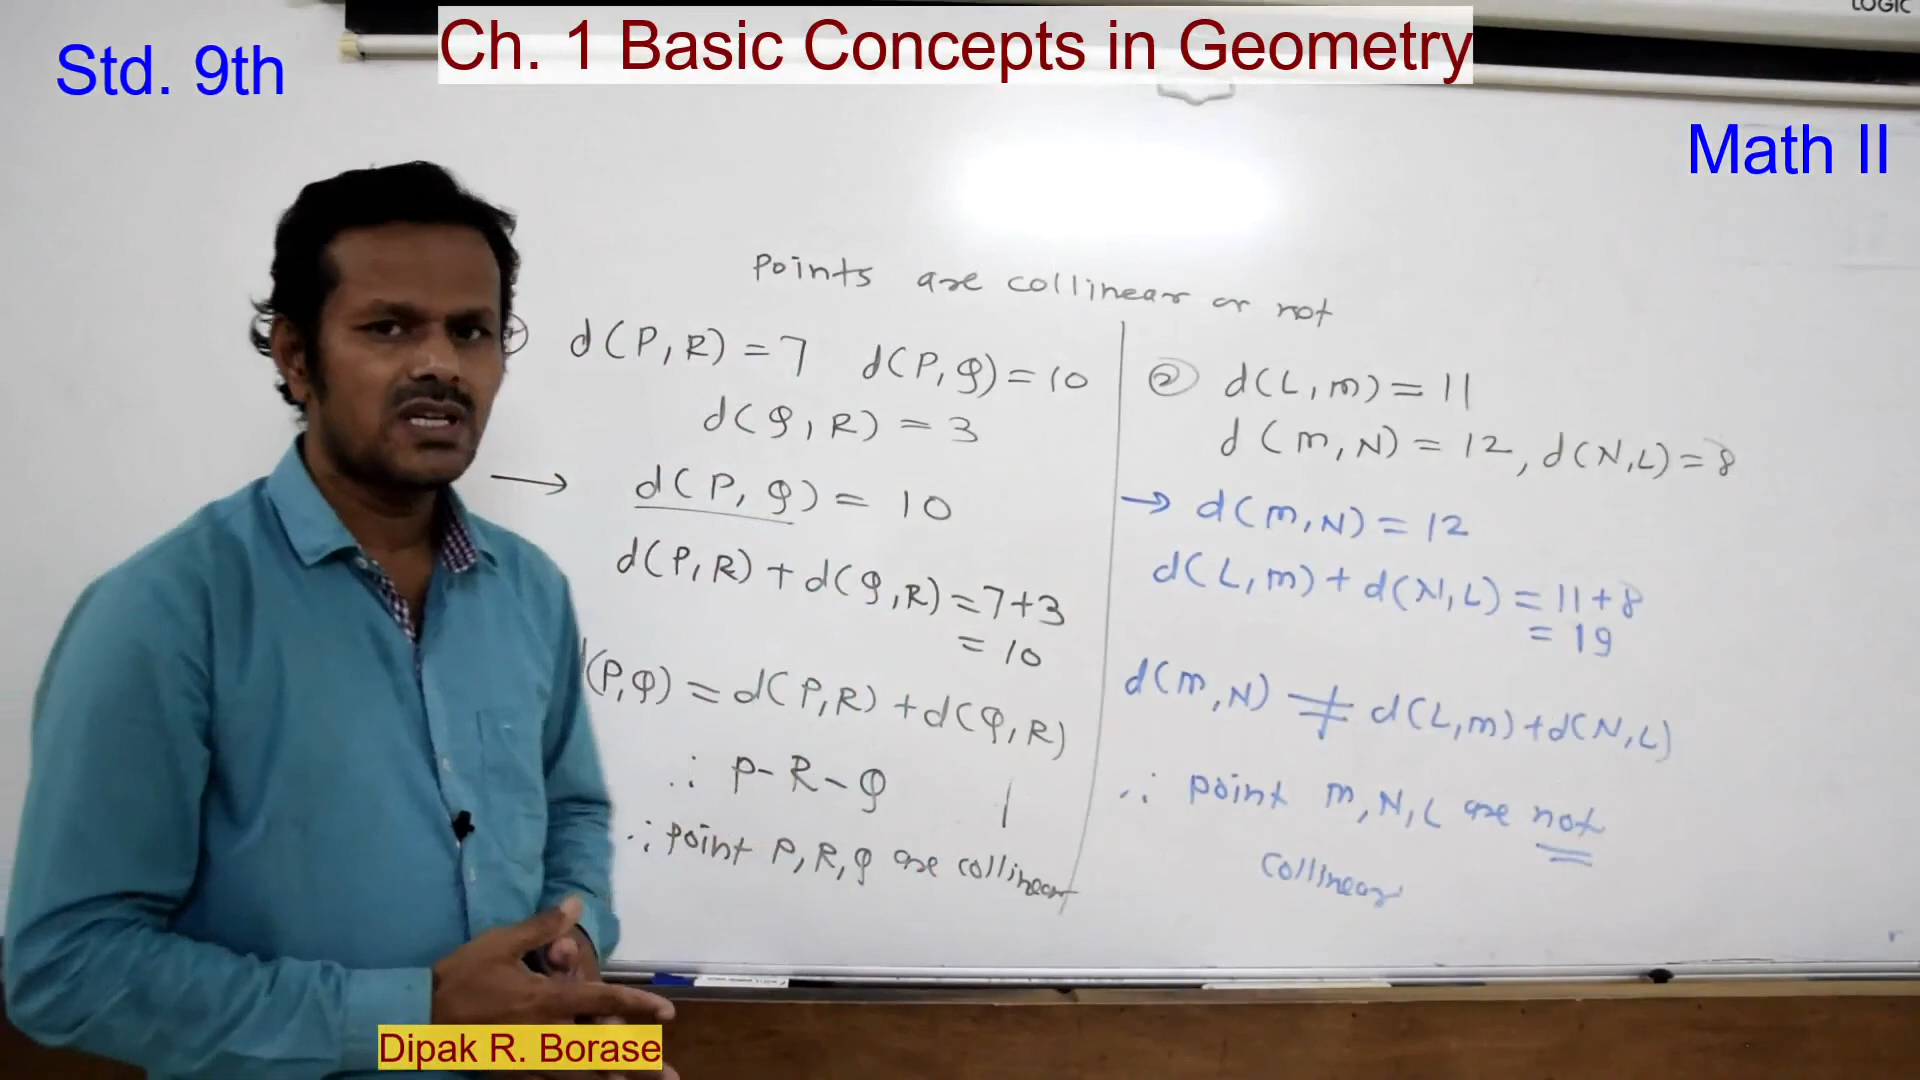 LOGIC
Ch. 1 Basic Concepts in Geometry
Std. 9th
Math II
points are collinear or not
d(P, R) = 7 d(P, Q) = 10
d(Q, R) = 3
→ d(P, Q) = 10
d(P, R) + d(Q, R) = 7+3
= 10
(P, Q) = d(P, R) + d(Q, R)
∴ P-R-Q
∴ point P, R, Q are collinear
② d(L, m) = 11
d(m, N) = 12, d(N, L) = 8
→ d(m, N) = 12
d(L, m) + d(N, L) = 11+8
= 19
d(m, N) ≠ d(L, m) + d(N, L)
∴ point m, N, L are not
collinear
Dipak R. Borase